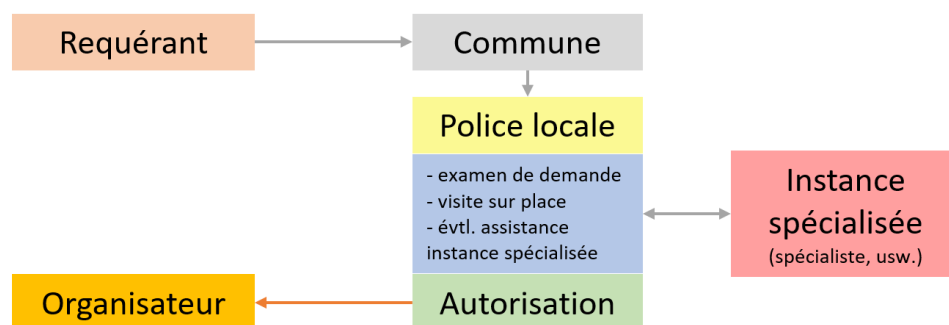 Requérant
Commune
Police locale
- examen de demande
- visite sur place
- évtl. assistance
instance spécialisée
Instance
spécialisée
(spécialiste, usw.)
Organisateur
Autorisation